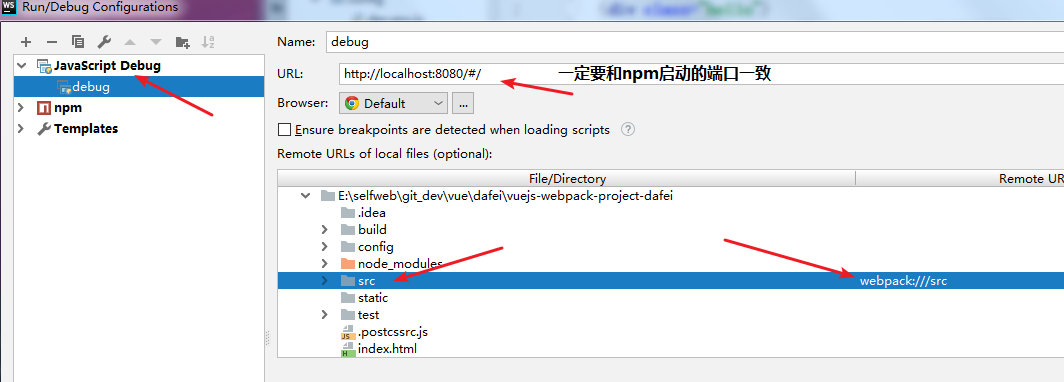 WS Run/Debug Configurations
Name: debug
JavaScript Debug
debug
npm
Templates
URL: http://localhost:8080/#/ 一定要和npm启动的端口一致
Browser: Default ...
Ensure breakpoints are detected when loading scripts ?
Remote URLs of local files (optional):
File/Directory Remote UR
E:\selfweb\git_dev\vue\dafei\vuejs-webpack-project-dafei
.idea
build
config
node_modules
src webpack:///src
static
test
.postcssrc.js
index.html